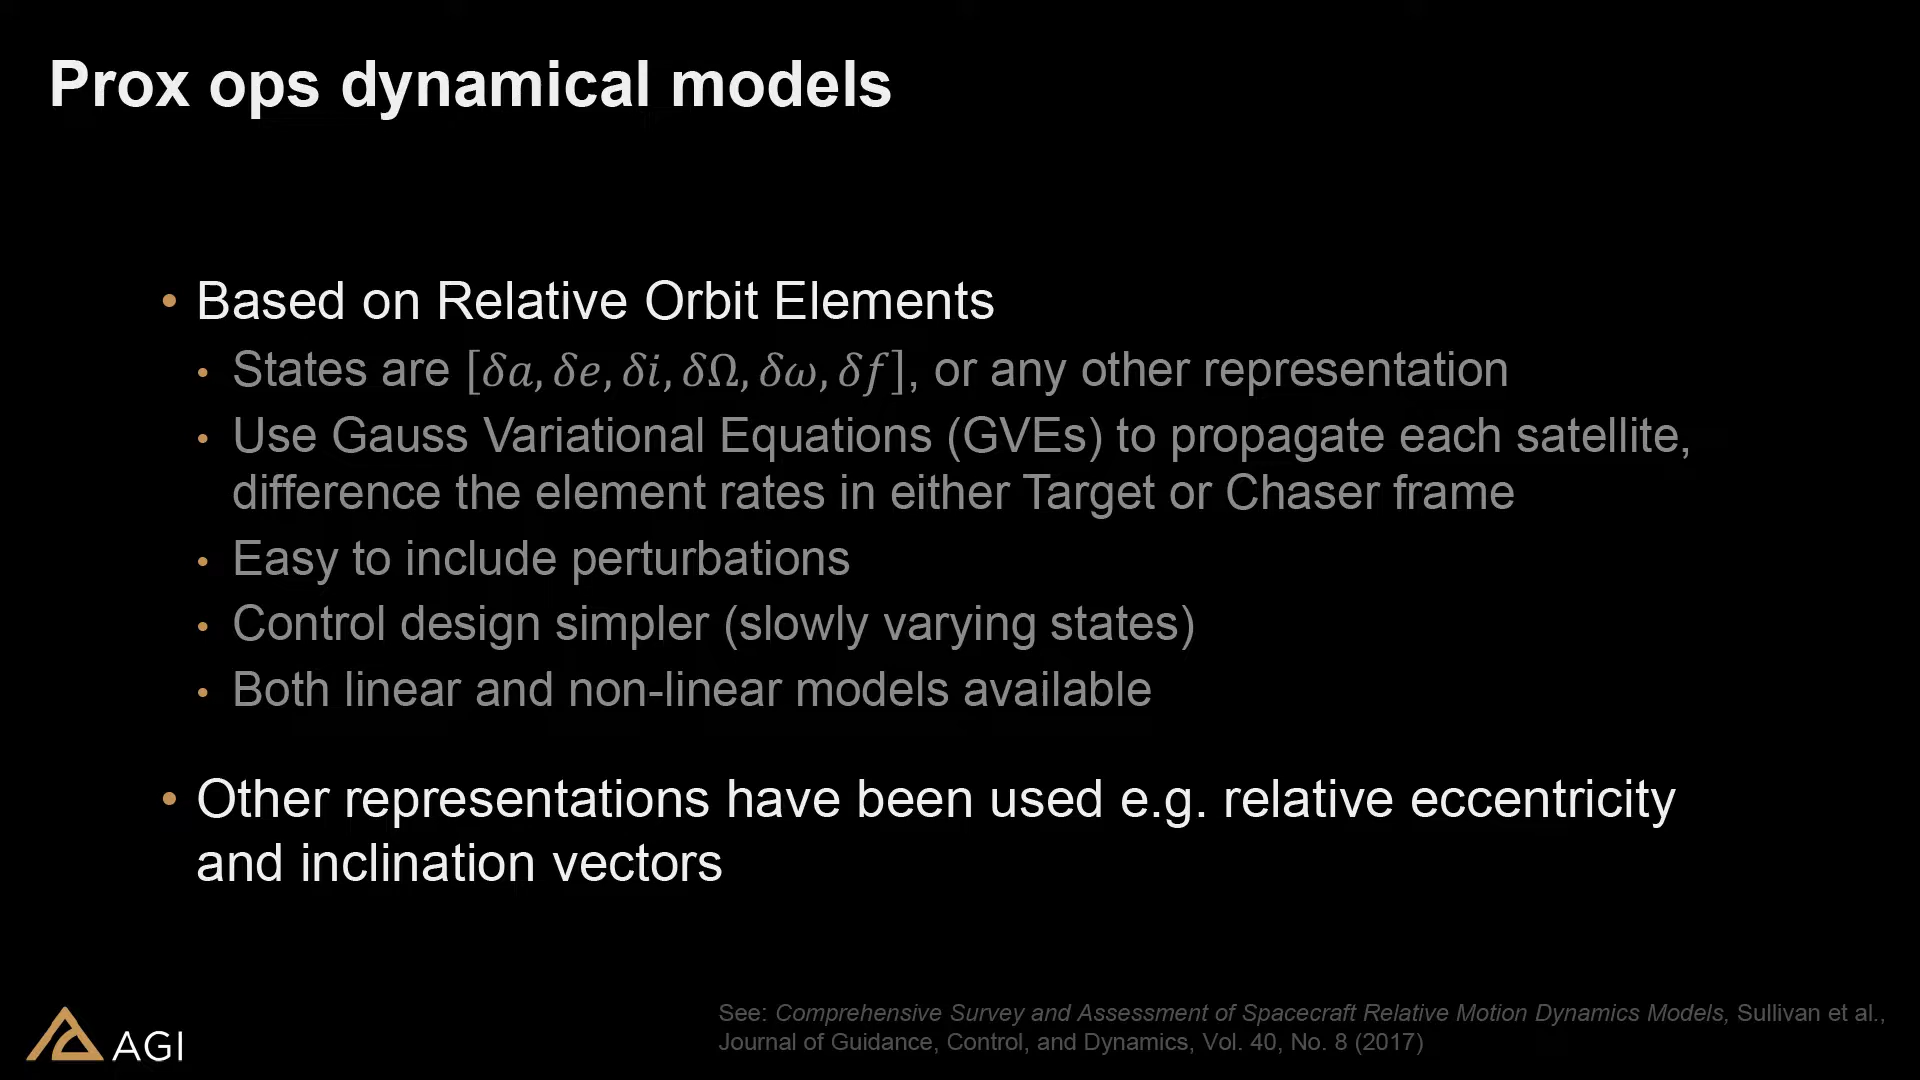 Prox ops dynamical models
• Based on Relative Orbit Elements
• States are [δa, δe, δi, δΩ, δω, δf], or any other representation
• Use Gauss Variational Equations (GVEs) to propagate each satellite,
difference the element rates in either Target or Chaser frame
• Easy to include perturbations
• Control design simpler (slowly varying states)
• Both linear and non-linear models available
• Other representations have been used e.g. relative eccentricity
and inclination vectors
See: Comprehensive Survey and Assessment of Spacecraft Relative Motion Dynamics Models, Sullivan et al.,
Journal of Guidance, Control, and Dynamics, Vol. 40, No. 8 (2017)
AGI